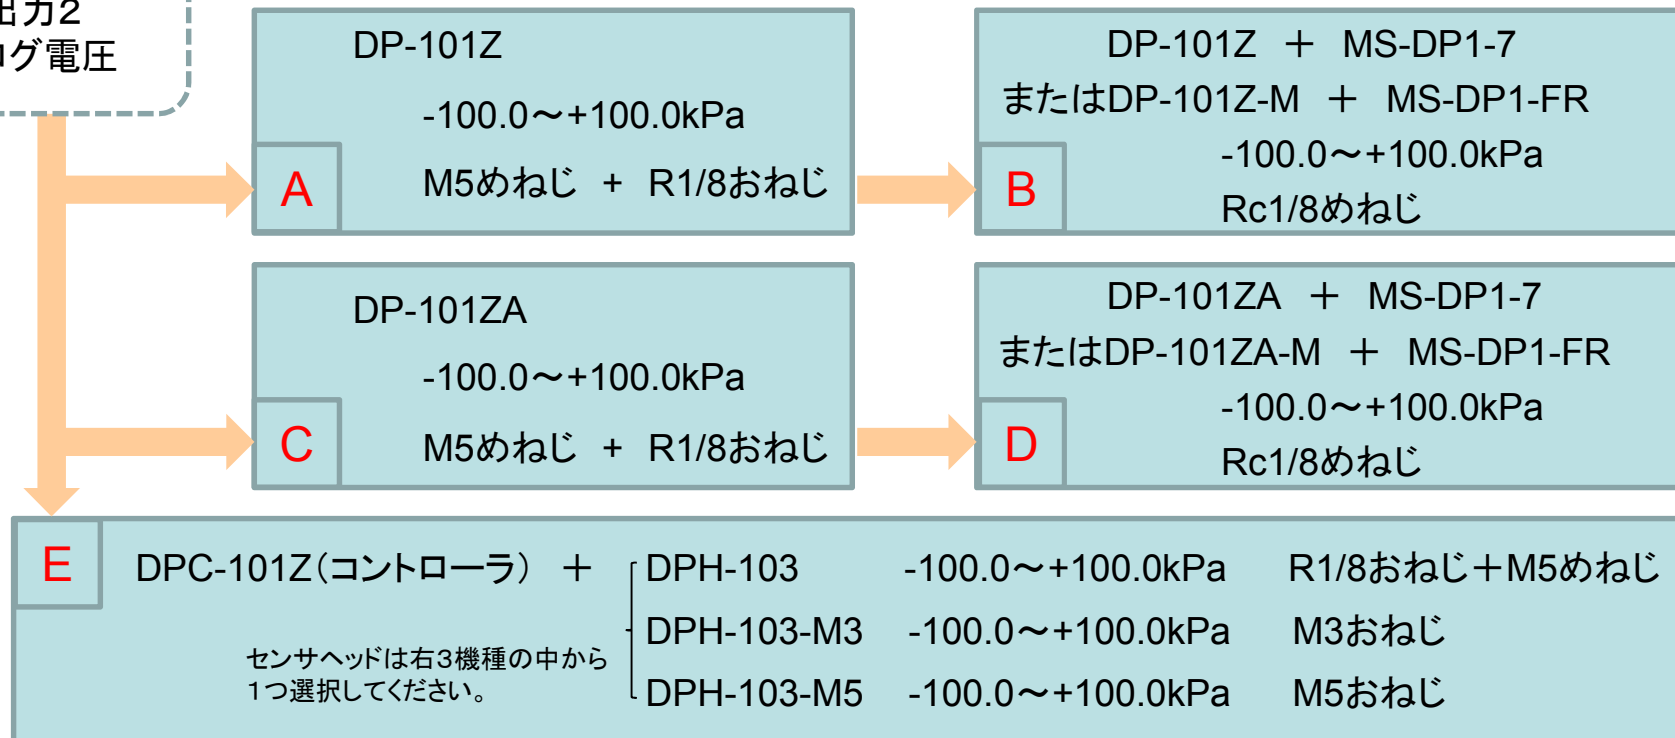 出力2
ログ電圧
DP-101Z
-100.0～+100.0kPa
M5めねじ + R1/8おねじ
A
DP-101Z ＋ MS-DP1-7
またはDP-101Z-M ＋ MS-DP1-FR
-100.0～+100.0kPa
Rc1/8めねじ
B
DP-101ZA
-100.0～+100.0kPa
M5めねじ + R1/8おねじ
C
DP-101ZA ＋ MS-DP1-7
またはDP-101ZA-M ＋ MS-DP1-FR
-100.0～+100.0kPa
Rc1/8めねじ
D
E
DPC-101Z（コントローラ） ＋
センサヘッドは右3機種の中から
1つ選択してください。
DPH-103 -100.0～+100.0kPa R1/8おねじ＋M5めねじ
DPH-103-M3 -100.0～+100.0kPa M3おねじ
DPH-103-M5 -100.0～+100.0kPa M5おねじ